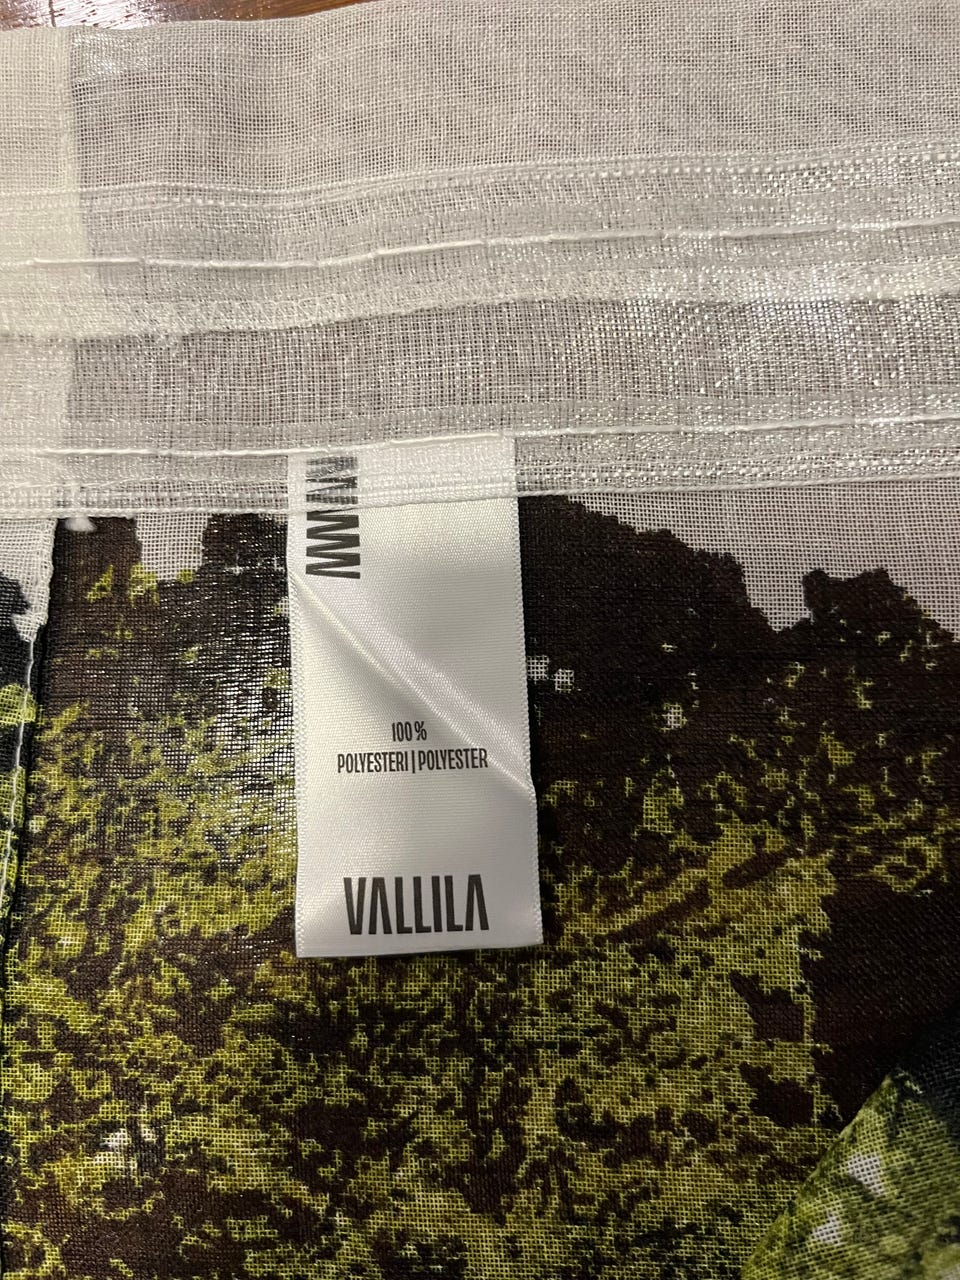 100%
POLYESTERI | POLYESTER
VALLILA